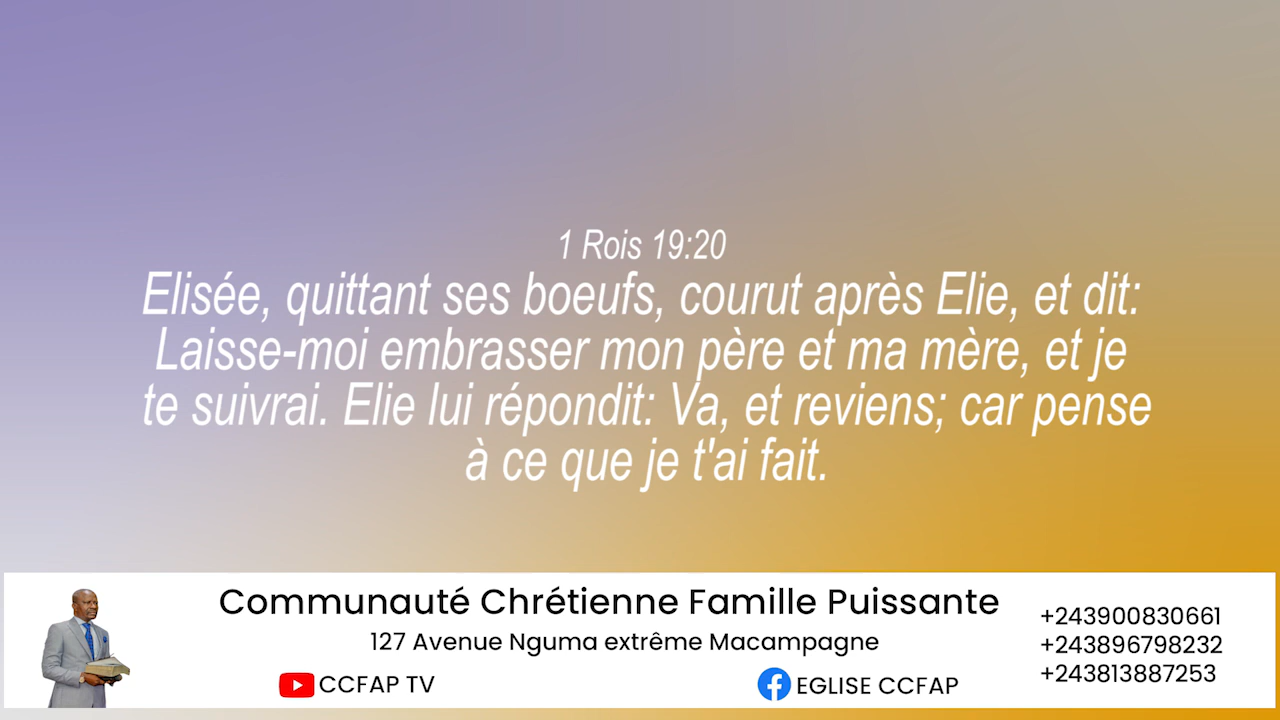 1 Rois 19:20
Elisée, quittant ses boeufs, courut après Elie, et dit:
Laisse-moi embrasser mon père et ma mère, et je
te suivrai. Elie lui répondit: Va, et reviens; car pense
à ce que je t'ai fait.
Communauté Chrétienne Famille Puissante
127 Avenue Nguma extrême Macampagne
CCFAP TV
EGLISE CCFAP
+243900830661
+243896798232
+243813887253